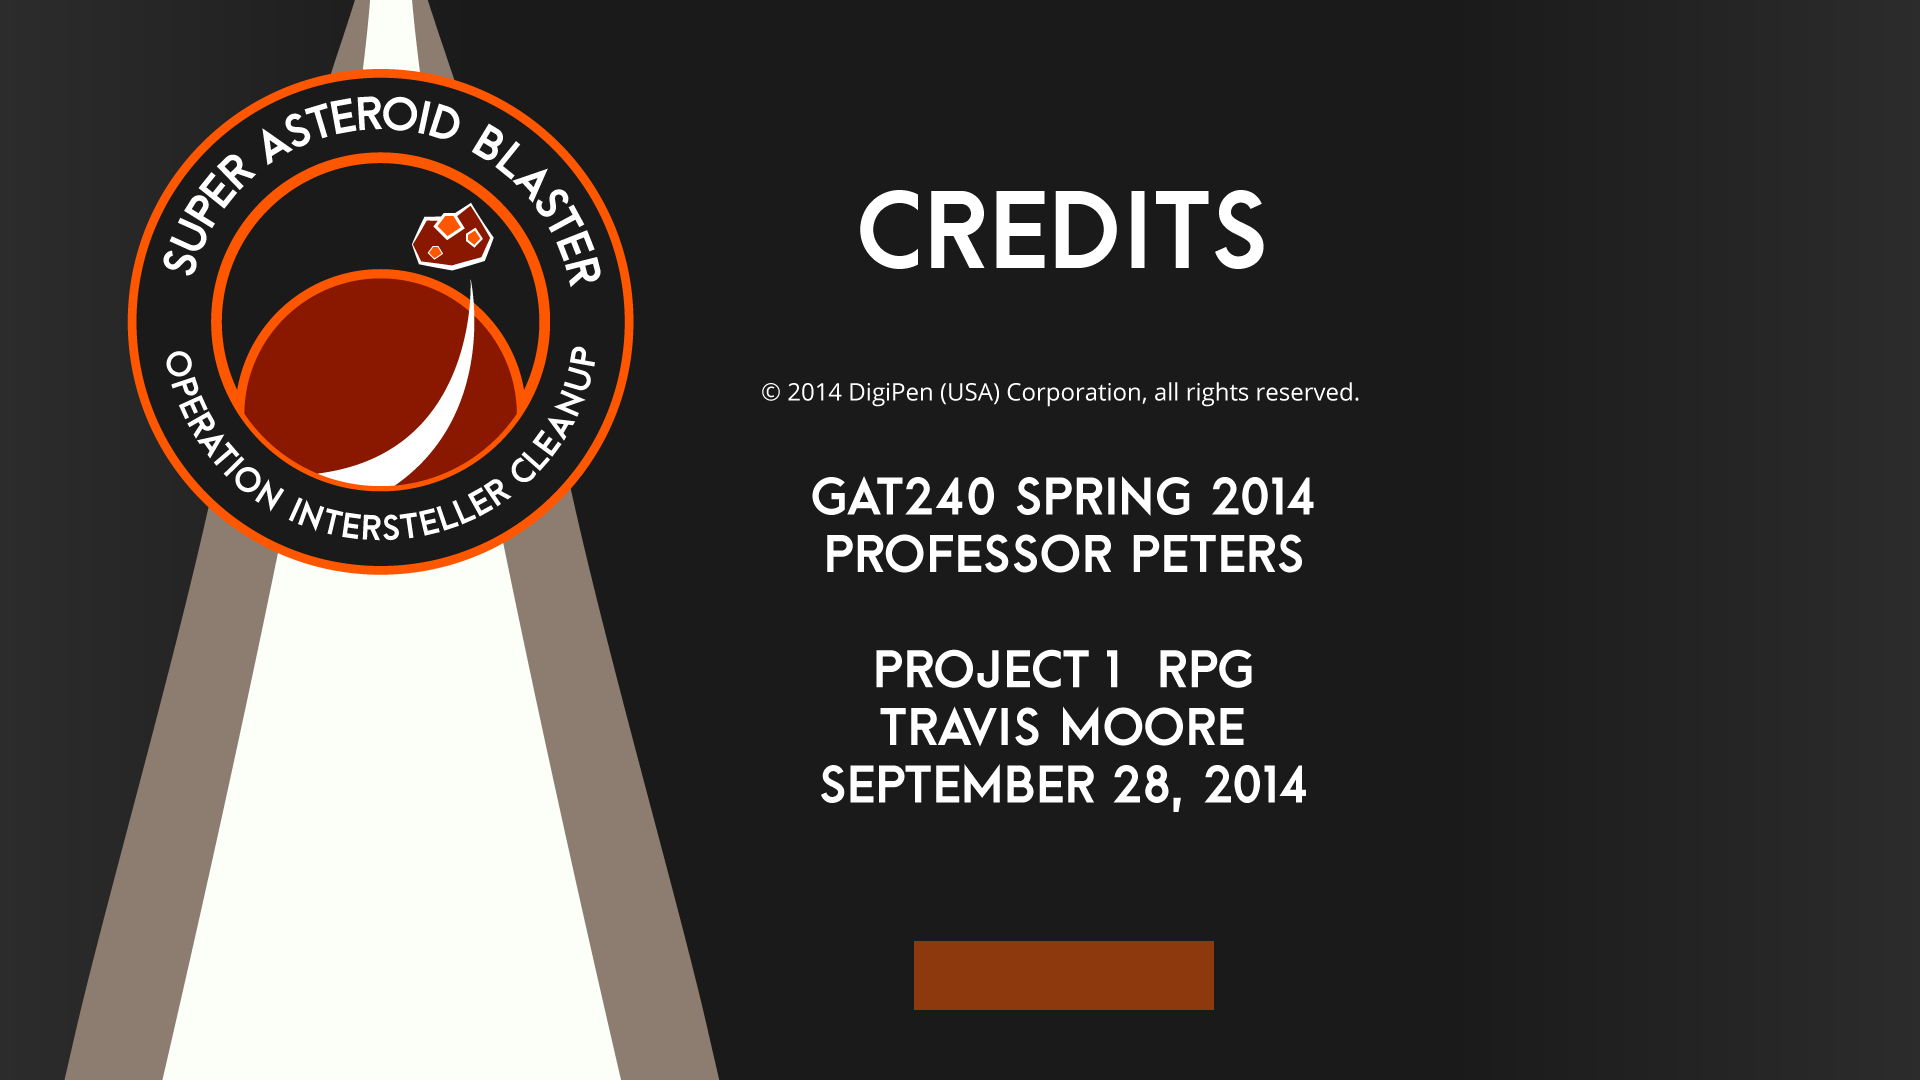 SUPER ASTEROID BLASTER
OPERATION INTERSTELLER CLEANUP
CREDITS
© 2014 DigiPen (USA) Corporation, all rights reserved.
GAT240 SPRING 2014
PROFESSOR PETERS
PROJECT 1 RPG
TRAVIS MOORE
SEPTEMBER 28, 2014